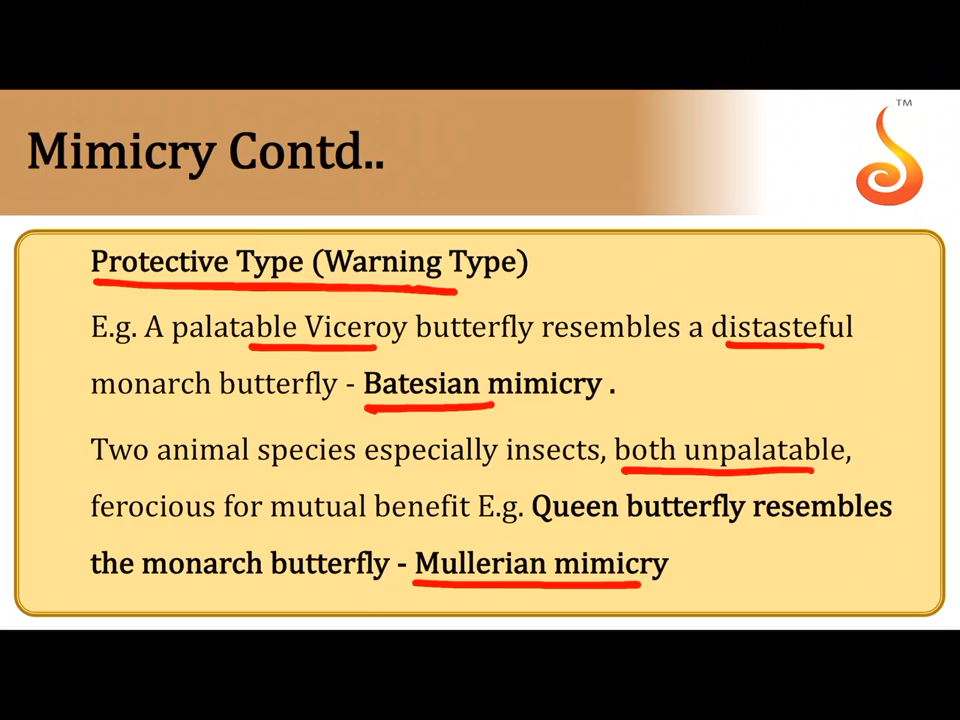 Mimicry Contd..
TM
Protective Type (Warning Type)
E.g. A palatable Viceroy butterfly resembles a distasteful
monarch butterfly - Batesian mimicry .
Two animal species especially insects, both unpalatable,
ferocious for mutual benefit E.g. Queen butterfly resembles
the monarch butterfly - Mullerian mimicry